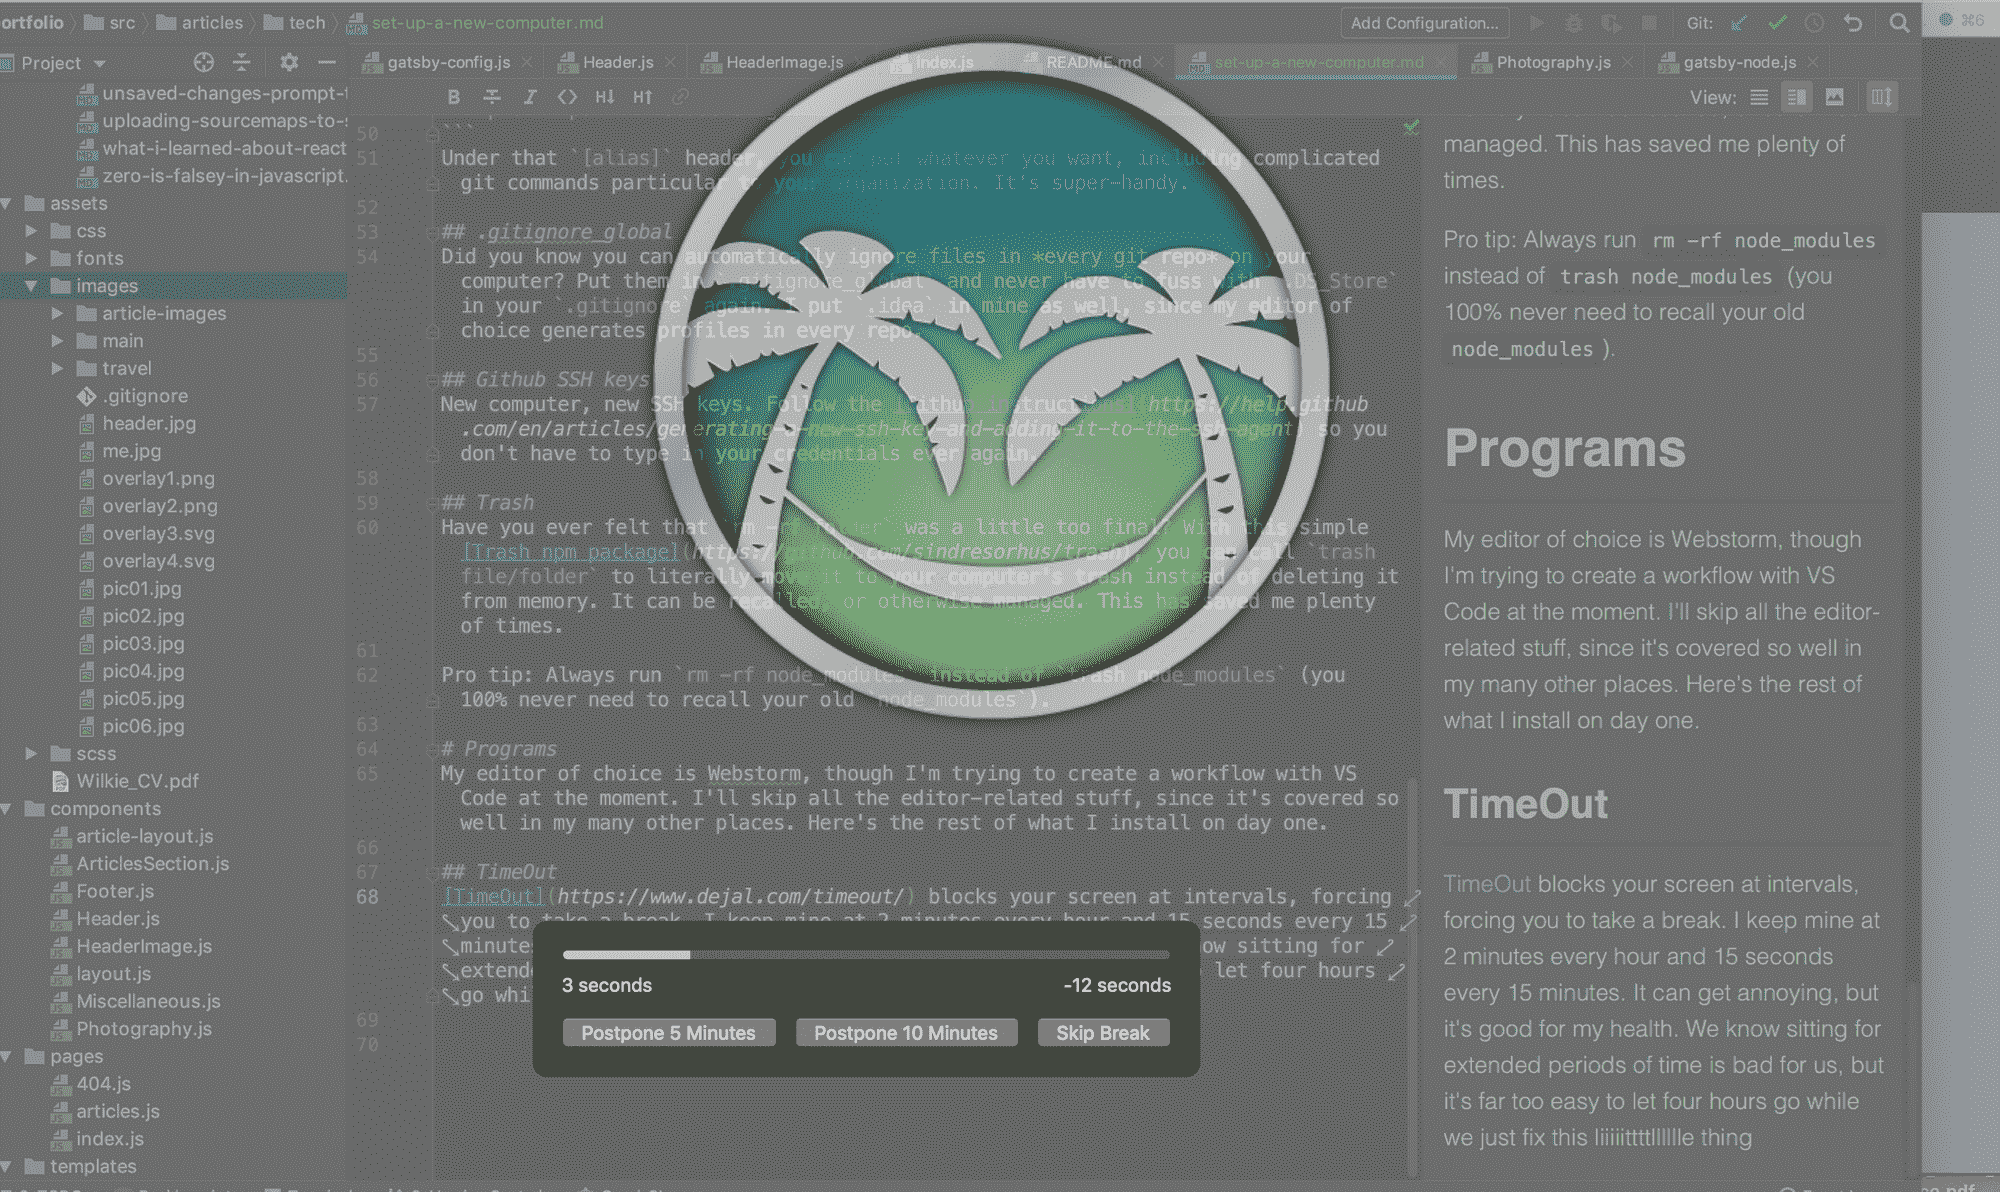 ortfolio src articles tech set-up-a-new-computer.md
Add Configuration...
Git:
⌘6
Project
gatsby-config.js
Header.js
HeaderImage.js
index.js
README.md
set-up-a-new-computer.md
Photography.js
gatsby-node.js
View:
unsaved-changes-prompt-
uploading-sourcemaps-to-
what-i-learned-about-react
zero-is-falsey-in-javascript.
assets
css
fonts
images
article-images
main
travel
.gitignore
header.jpg
me.jpg
overlay1.png
overlay2.png
overlay3.svg
overlay4.svg
pic01.jpg
pic02.jpg
pic03.jpg
pic04.jpg
pic05.jpg
pic06.jpg
scss
Wilkie_CV.pdf
components
article-layout.js
ArticlesSection.js
Footer.js
Header.js
HeaderImage.js
layout.js
Miscellaneous.js
Photography.js
pages
404.js
articles.js
index.js
templates
50 ```
51 Under that `[alias]` header, you can put whatever you want, including complicated
git commands particular to your organization. It's super-handy.
52
53 ## .gitignore_global
54 Did you know you can automatically ignore files in *every git repo* on your
computer? Put them in `.gitignore_global` and never have to fuss with `.DS_Store`
in your `.gitignore` again. I put `.idea` in mine as well, since my editor of
choice generates profiles in every repo.
55
56 ## Github SSH keys
57 New computer, new SSH keys. Follow the [Github instructions](https://help.github
.com/en/articles/generating-a-new-ssh-key-and-adding-it-to-the-ssh-agent) so you
don't have to type in your credentials ever again.
58
59 ## Trash
60 Have you ever felt that `rm -rf folder` was a little too final? With this simple
[Trash npm package](https://github.com/sindresorhus/trash), you can call `trash
file/folder` to literally move it to your computer's trash instead of deleting it
from memory. It can be recalled, or otherwise managed. This has saved me plenty
of times.
61
62 Pro tip: Always run `rm -rf node_modules` instead of `trash node_modules` (you
100% never need to recall your old `node_modules`).
63
64 # Programs
65 My editor of choice is Webstorm, though I'm trying to create a workflow with VS
Code at the moment. I'll skip all the editor-related stuff, since it's covered so
well in my many other places. Here's the rest of what I install on day one.
66
67 ## TimeOut
68 [TimeOut](https://www.dejal.com/timeout/) blocks your screen at intervals, forcing
you to take a break. I keep mine at 2 minutes every hour and 15 seconds every 15
minutes ow sitting for
extend let four hours
go whi
69
70
3 seconds
-12 seconds
Postpone 5 Minutes
Postpone 10 Minutes
Skip Break
managed. This has saved me plenty of
times.
Pro tip: Always run rm -rf node_modules
instead of trash node_modules (you
100% never need to recall your old
node_modules ).
Programs
My editor of choice is Webstorm, though
I'm trying to create a workflow with VS
Code at the moment. I'll skip all the editor-
related stuff, since it's covered so well in
my many other places. Here's the rest of
what I install on day one.
TimeOut
TimeOut blocks your screen at intervals,
forcing you to take a break. I keep mine at
2 minutes every hour and 15 seconds
every 15 minutes. It can get annoying, but
it's good for my health. We know sitting for
extended periods of time is bad for us, but
it's far too easy to let four hours go while
we just fix this liiiiittttlllllle thing